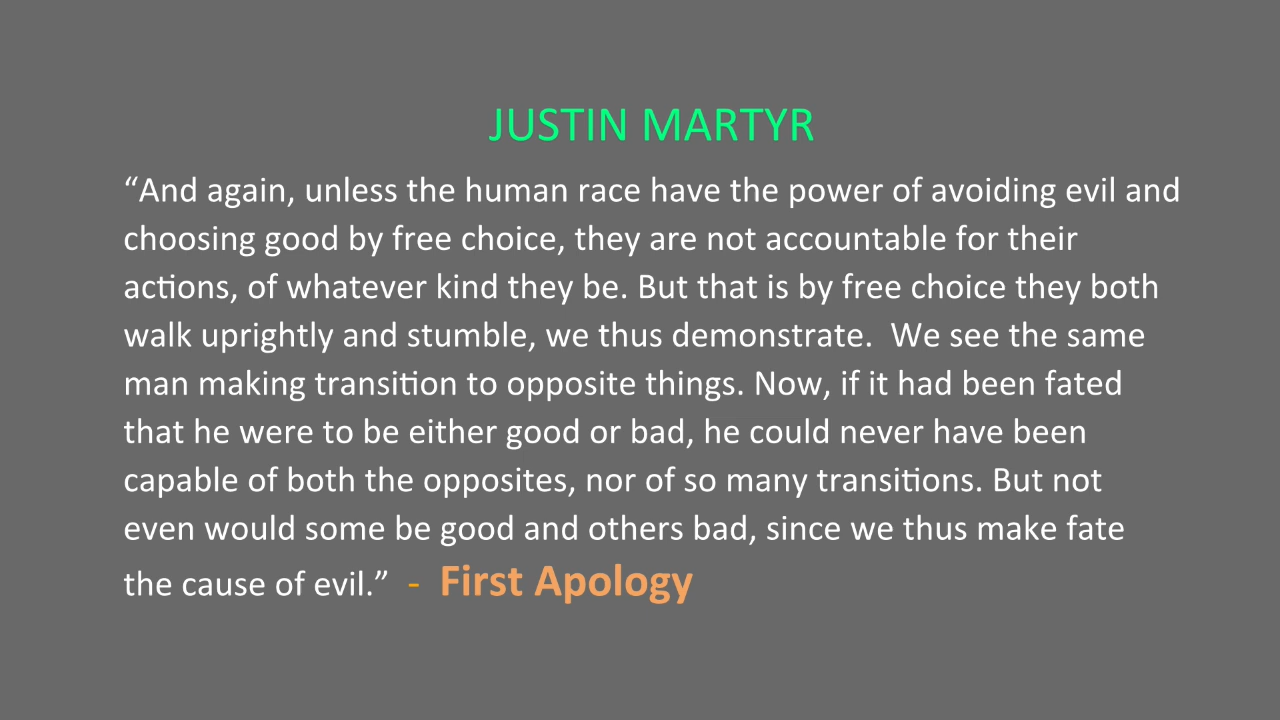 JUSTIN MARTYR
“And again, unless the human race have the power of avoiding evil and
choosing good by free choice, they are not accountable for their
actions, of whatever kind they be. But that is by free choice they both
walk uprightly and stumble, we thus demonstrate.  We see the same
man making transition to opposite things. Now, if it had been fated
that he were to be either good or bad, he could never have been
capable of both the opposites, nor of so many transitions. But not
even would some be good and others bad, since we thus make fate
the cause of evil.”  -  First Apology